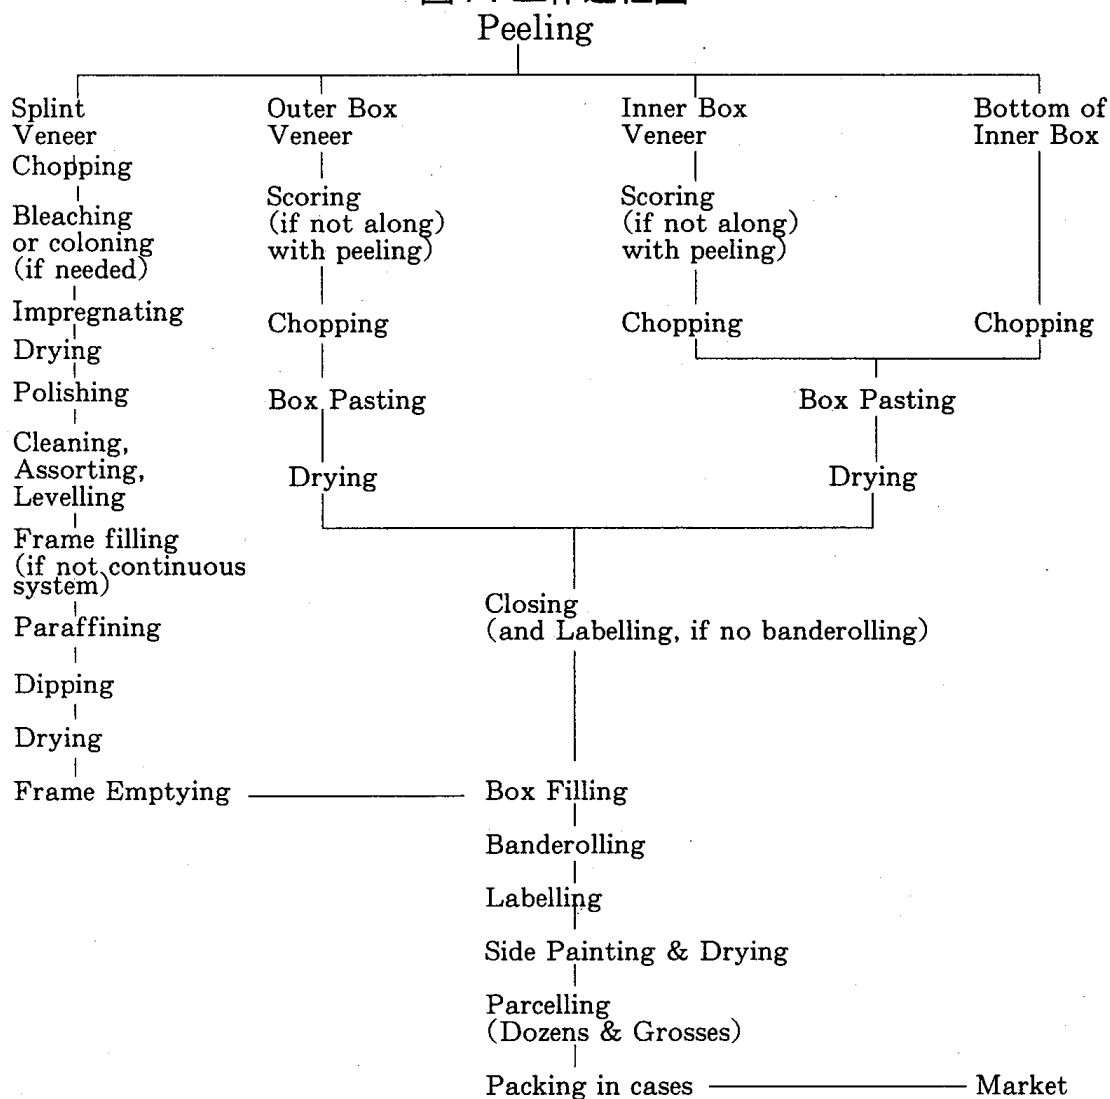 Peeling
Splint
Veneer
Chopping
Bleaching
or coloning
(if needed)
Impregnating
Drying
Polishing
Cleaning,
Assorting,
Levelling
Frame filling
(if not continuous
system)
Paraffining
Dipping
Drying
Frame Emptying
Outer Box
Veneer
Scoring
(if not along)
with peeling)
Chopping
Box Pasting
Drying
Inner Box
Veneer
Scoring
(if not along)
with peeling)
Chopping
Bottom of
Inner Box
Chopping
Box Pasting
Drying
Closing
(and Labelling, if no banderolling)
Box Filling
Banderolling
Labelling
Side Painting & Drying
Parcelling
(Dozens & Grosses)
Packing in cases
Market